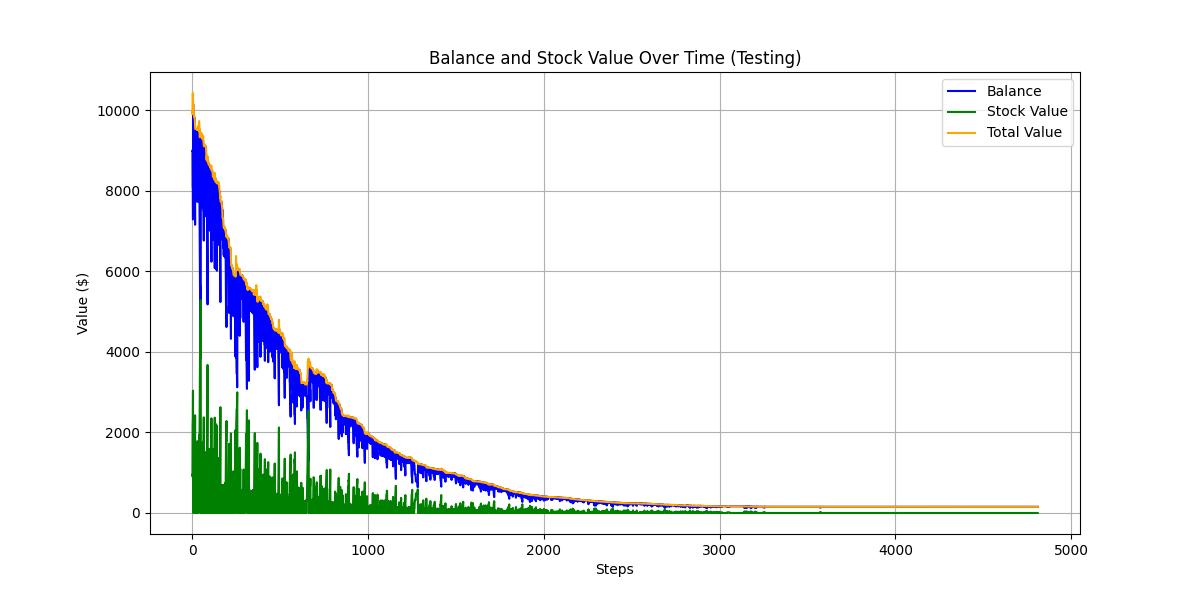 Balance and Stock Value Over Time (Testing)
Balance
Stock Value
Total Value
10000
8000
6000
4000
2000
0
Value ($)
0
1000
2000
3000
4000
5000
Steps